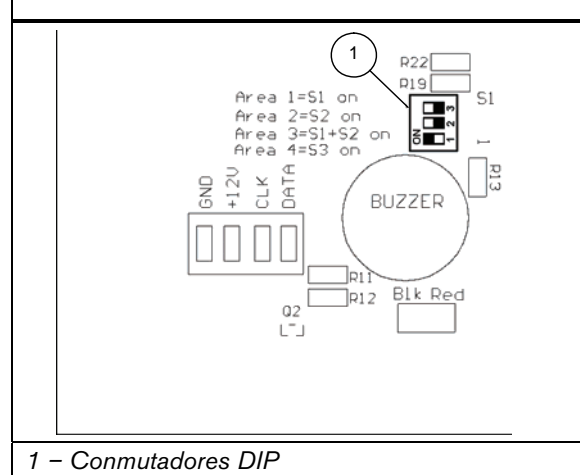 1
R22
R19
S1
Area 1=S1 on
Area 2=S2 on
Area 3=S1+S2 on
Area 4=S3 on
3
2
1
ON
1
R13
GND
+12V
CLK
DATA
BUZZER
R11
R12
Blk Red
Q2
1 – Conmutadores DIP